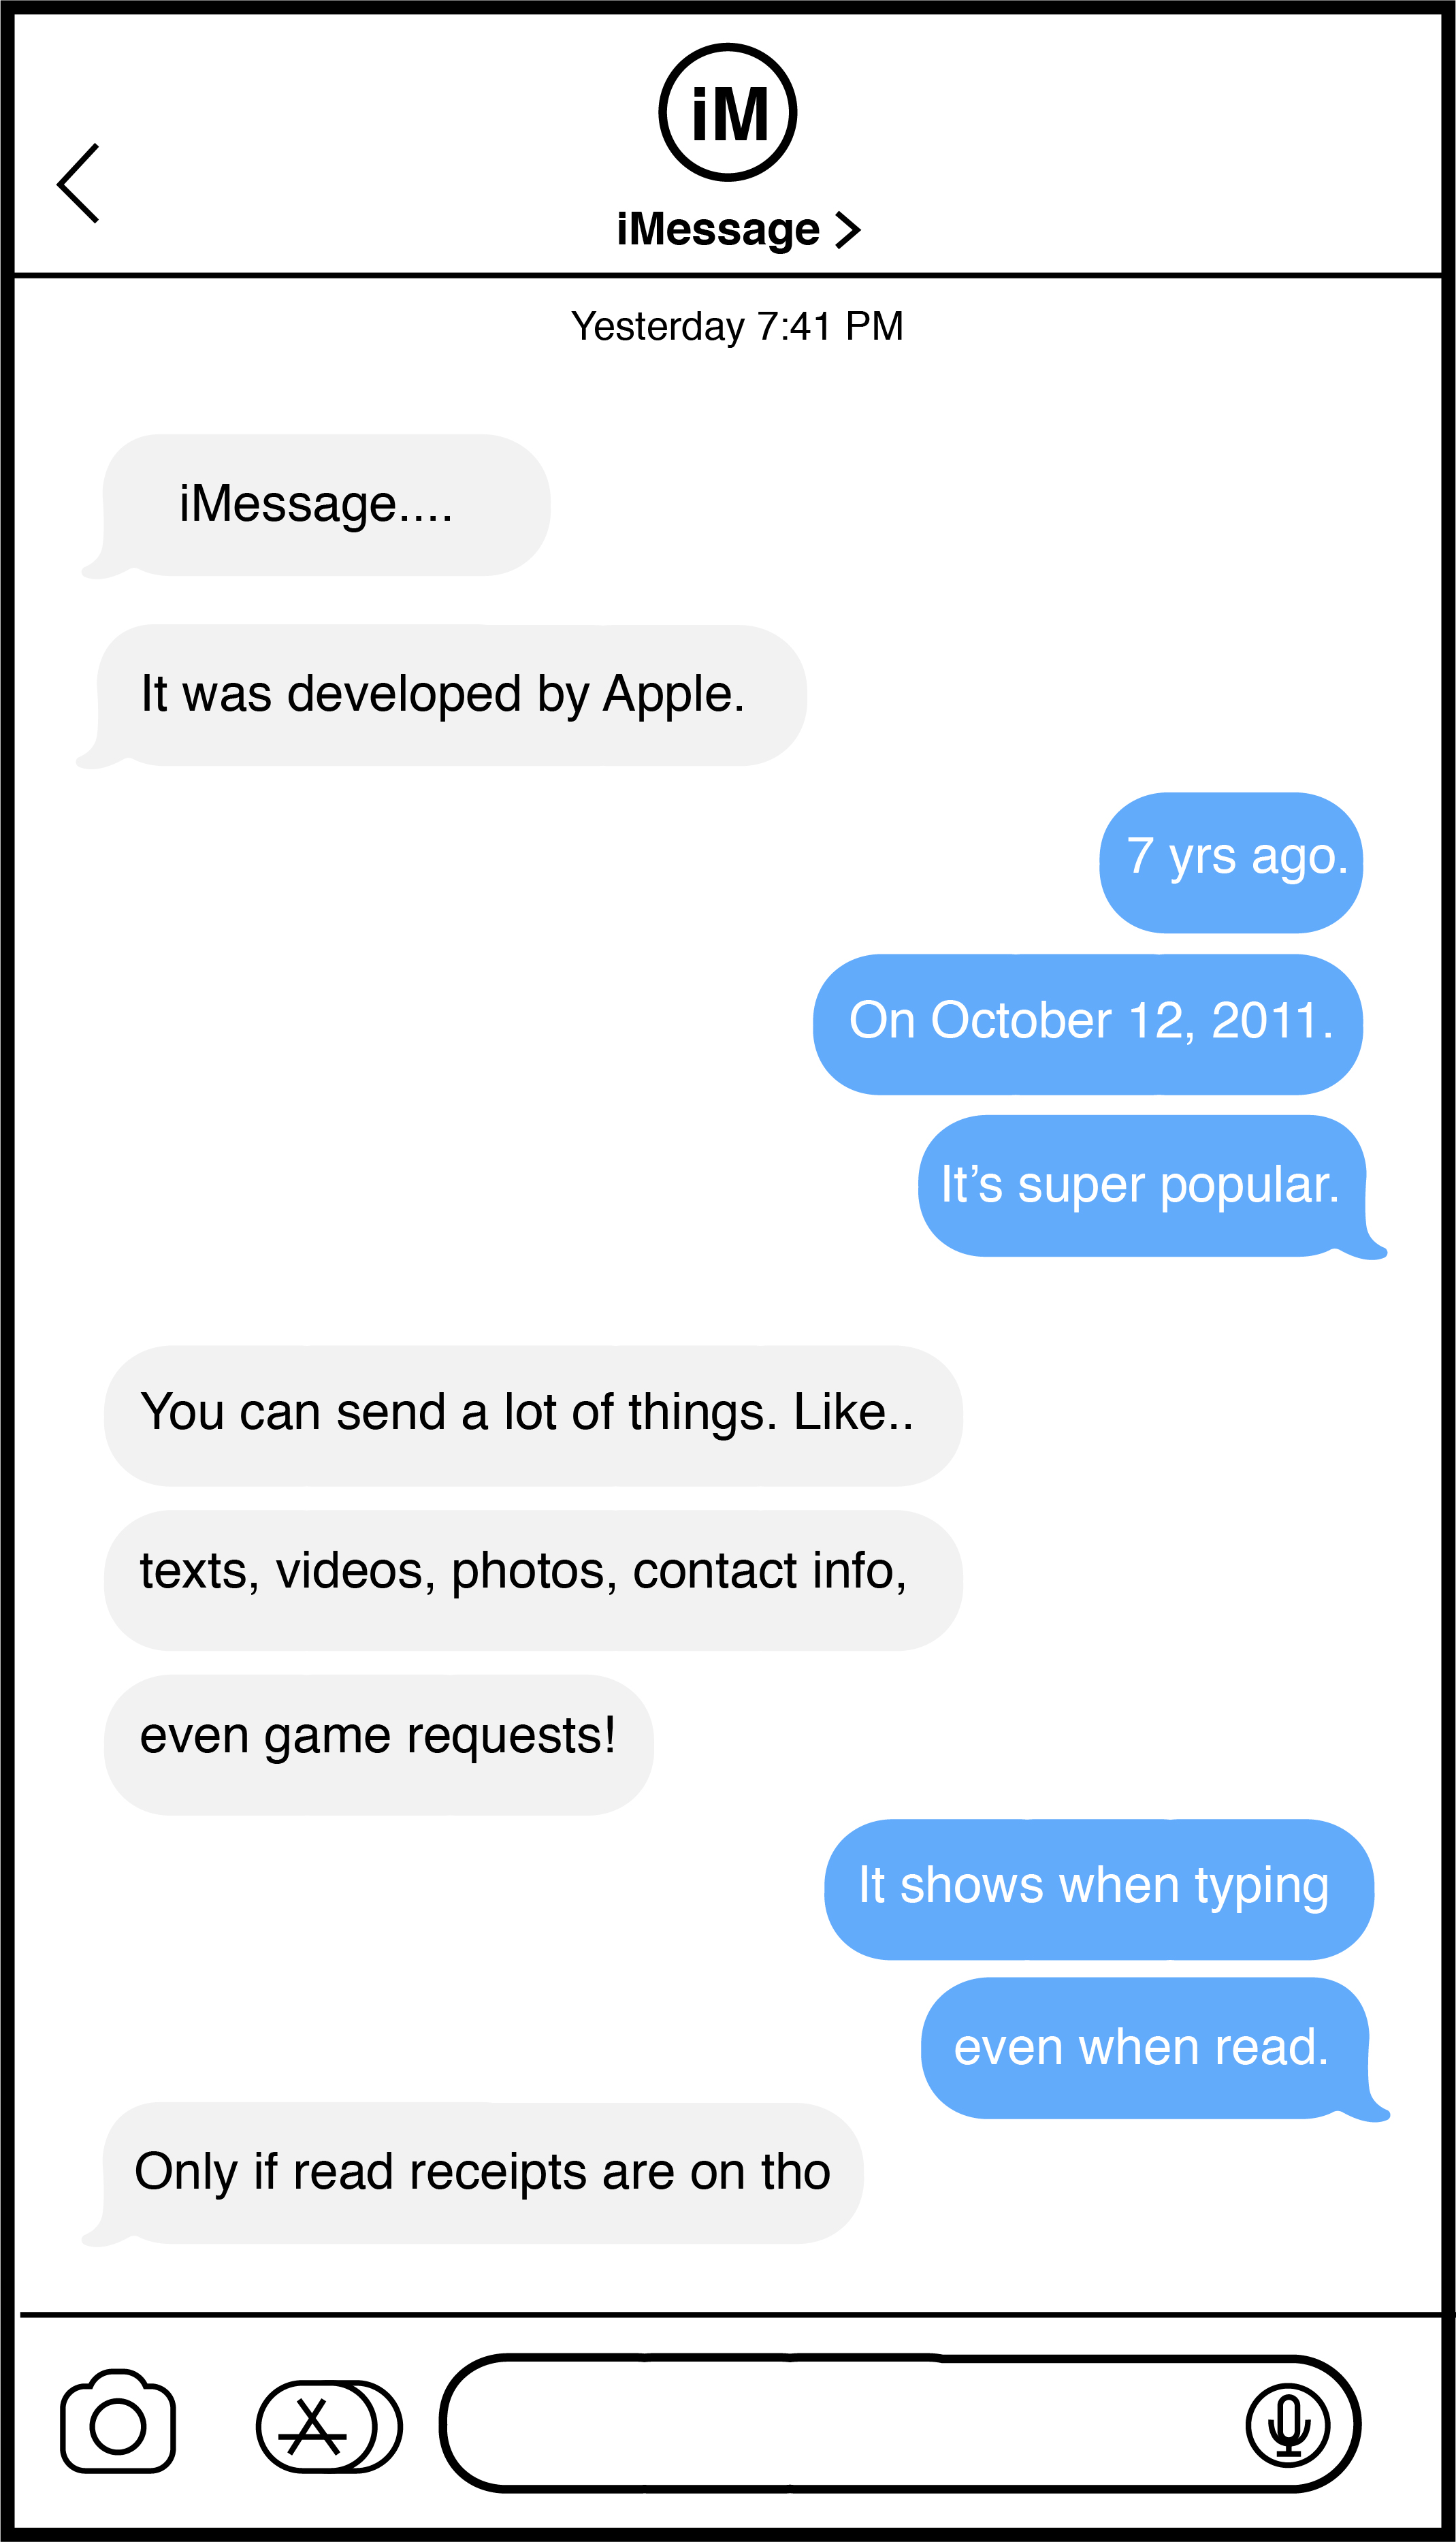 iM
iMessage >
Yesterday 7:41 PM
iMessage....
It was developed by Apple.
7 yrs ago.
On October 12, 2011.
It’s super popular.
You can send a lot of things. Like..
texts, videos, photos, contact info,
even game requests!
It shows when typing
even when read.
Only if read receipts are on tho